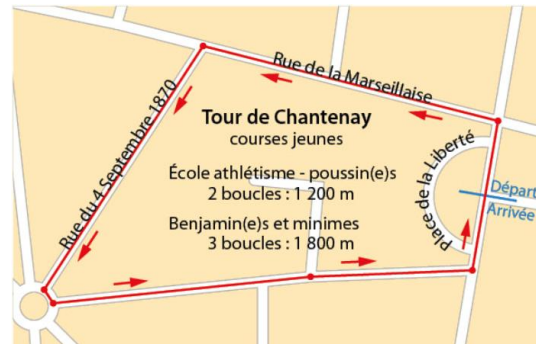 Rue de la Marseillaise
Rue du 4 Septembre 1870
Tour de Chantenay
courses jeunes
École athlétisme - poussin(e)s
2 boucles : 1 200 m
Benjamin(e)s et minimes
3 boucles : 1 800 m
Place de la Liberté
Départ
Arrivée